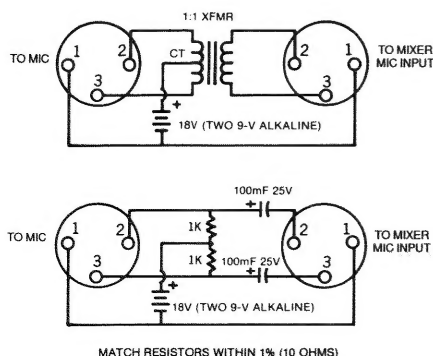 1:1 XFMR
TO MIC
1
2
3
CT
+
18V (TWO 9-V ALKALINE)
2
1
3
TO MIXER
MIC INPUT
100mF 25V
+
TO MIC
1
2
3
1K
1K
100mF 25V
+
+
18V (TWO 9-V ALKALINE)
2
1
3
TO MIXER
MIC INPUT
MATCH RESISTORS WITHIN 1% (10 OHMS)